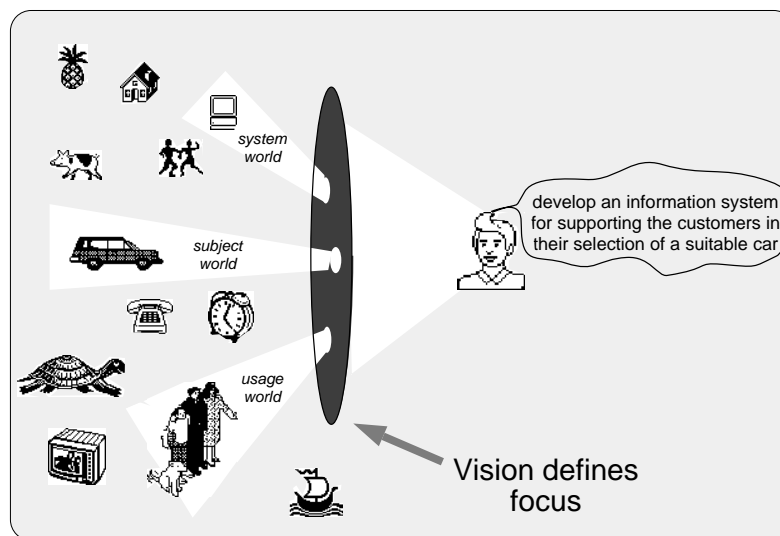 system
world
subject
world
usage
world
develop an information system
for supporting the customers in
their selection of a suitable car
Vision defines
focus